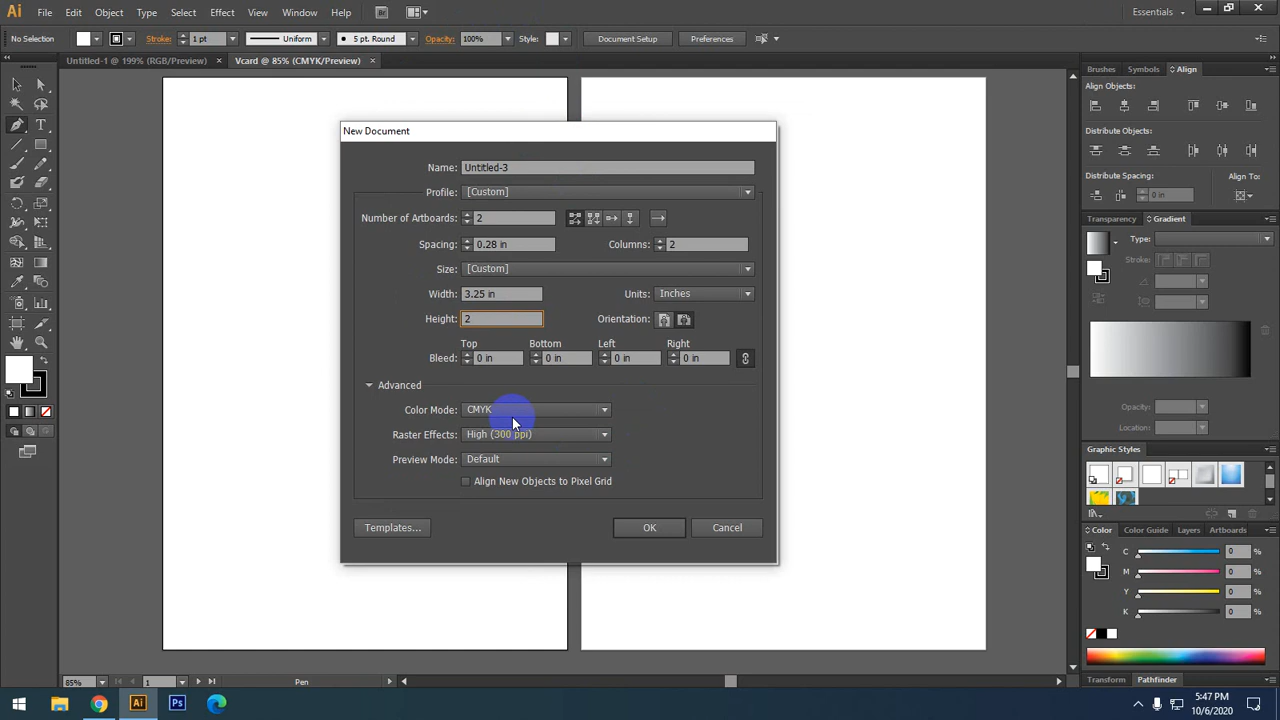 Ai File Edit Object Type Select Effect View Window Help Br Essentials
No Selection Stroke: 1 pt Uniform 5 pt. Round Opacity: 100% Style: Document Setup Preferences
Untitled-1 @ 199% (RGB/Preview) × Vcard @ 85% (CMYK/Preview) ×
Brushes Symbols Align
Align Objects:
Distribute Objects:
Distribute Spacing: Align To:
0 in
Transparency Gradient
Type:
Stroke:
Opacity:
Location:
Graphic Styles
Color Color Guide Layers Artboards
C 0 %
M 0 %
Y 0 %
K 0 %
Transform Pathfinder
New Document
Name: Untitled-3
Profile: [Custom]
Number of Artboards: 2
Spacing: 0.28 in Columns: 2
Size: [Custom]
Width: 3.25 in Units: Inches
Height: 2 Orientation:
Top Bottom Left Right
Bleed: 0 in 0 in 0 in 0 in
Advanced
Color Mode: CMYK
Raster Effects: High (300 ppi)
Preview Mode: Default
Align New Objects to Pixel Grid
Templates... OK Cancel
85% 1 Pen
Ai Ps
5:47 PM
10/6/2020